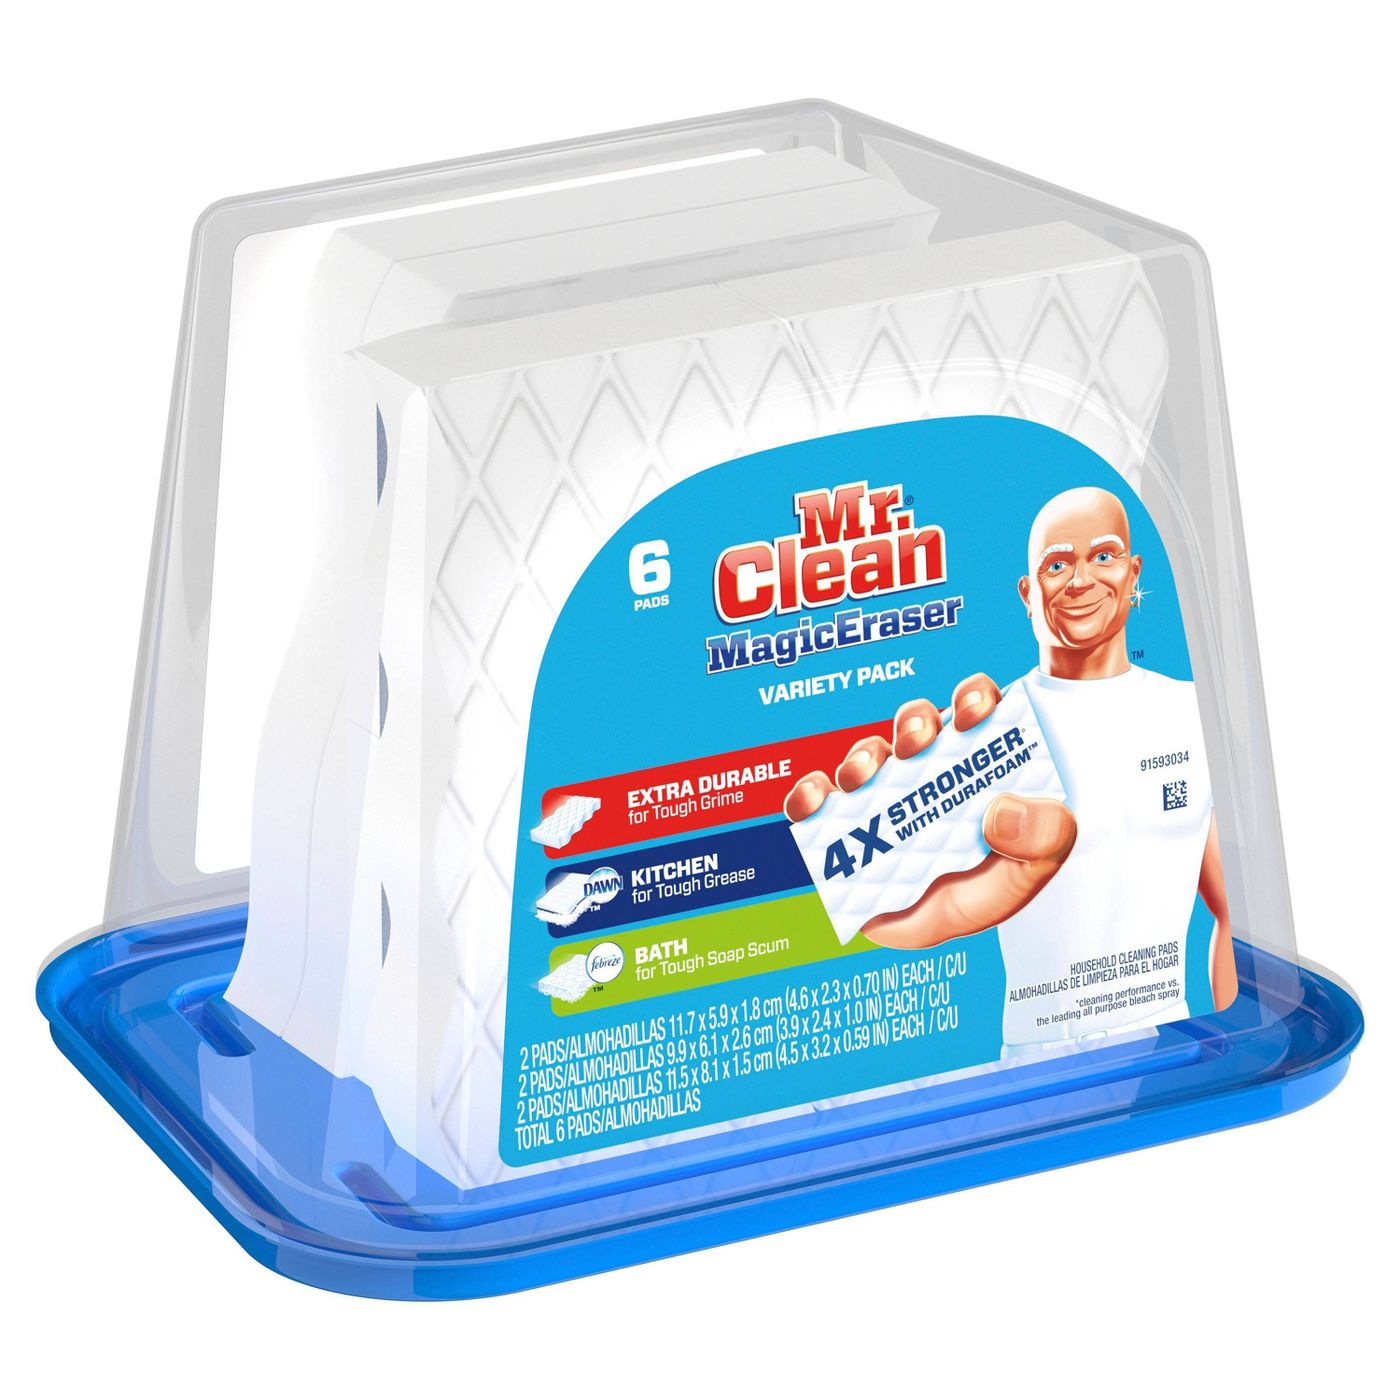 6
PADS
Mr.®
Clean
MagicEraser
VARIETY PACK
EXTRA DURABLE
for Tough Grime
DAWN
™
KITCHEN
for Tough Grease
febreze
™
BATH
for Tough Soap Scum
4X STRONGER*
WITH DURAFOAM™
TM
91593034
HOUSEHOLD CLEANING PADS
ALMOHADILLAS DE LIMPIEZA PARA EL HOGAR
*cleaning performance vs.
the leading all purpose bleach spray
2 PADS/ALMOHADILLAS 11.7 x 5.9 x 1.8 cm (4.6 x 2.3 x 0.70 IN) EACH / C/U
2 PADS/ALMOHADILLAS 9.9 x 6.1 x 2.6 cm (3.9 x 2.4 x 1.0 IN) EACH / C/U
2 PADS/ALMOHADILLAS 11.5 x 8.1 x 1.5 cm (4.5 x 3.2 x 0.59 IN) EACH / C/U
TOTAL 6 PADS/ALMOHADILLAS